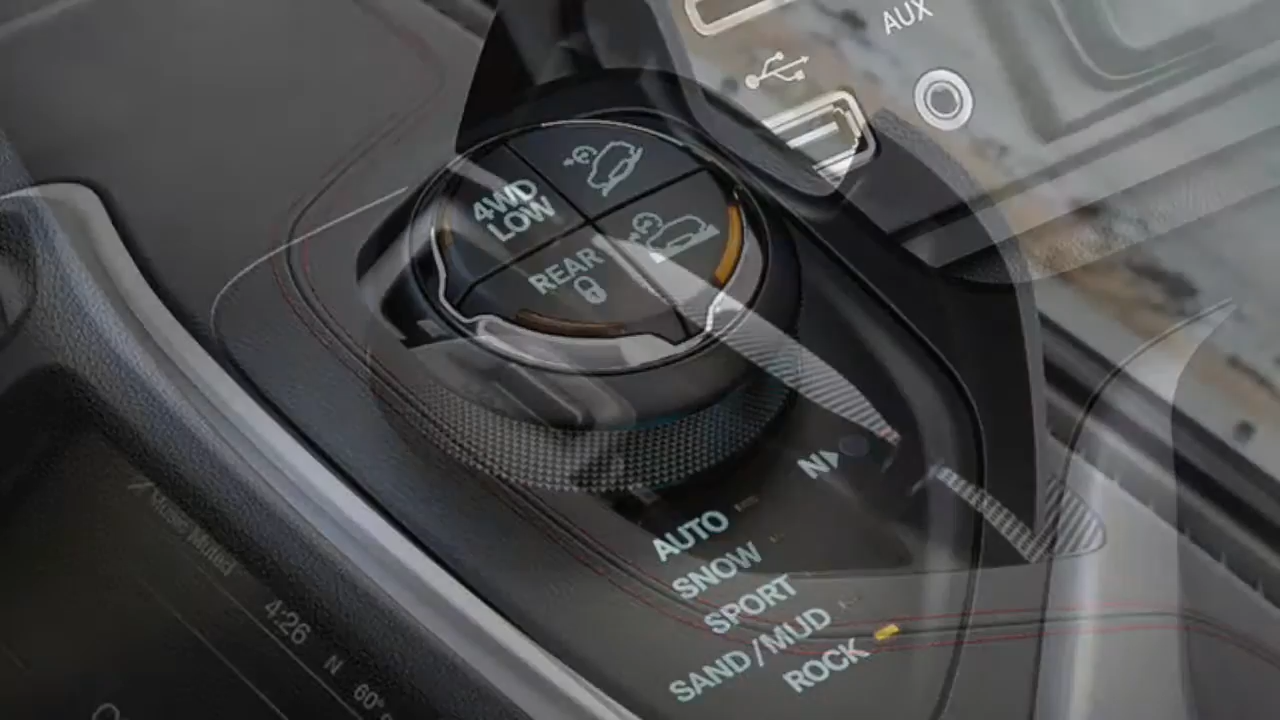 AUX
4WD
LOW
REAR
N
AUTO
SNOW
SPORT
SAND/MUD
ROCK
4:26
N
60°